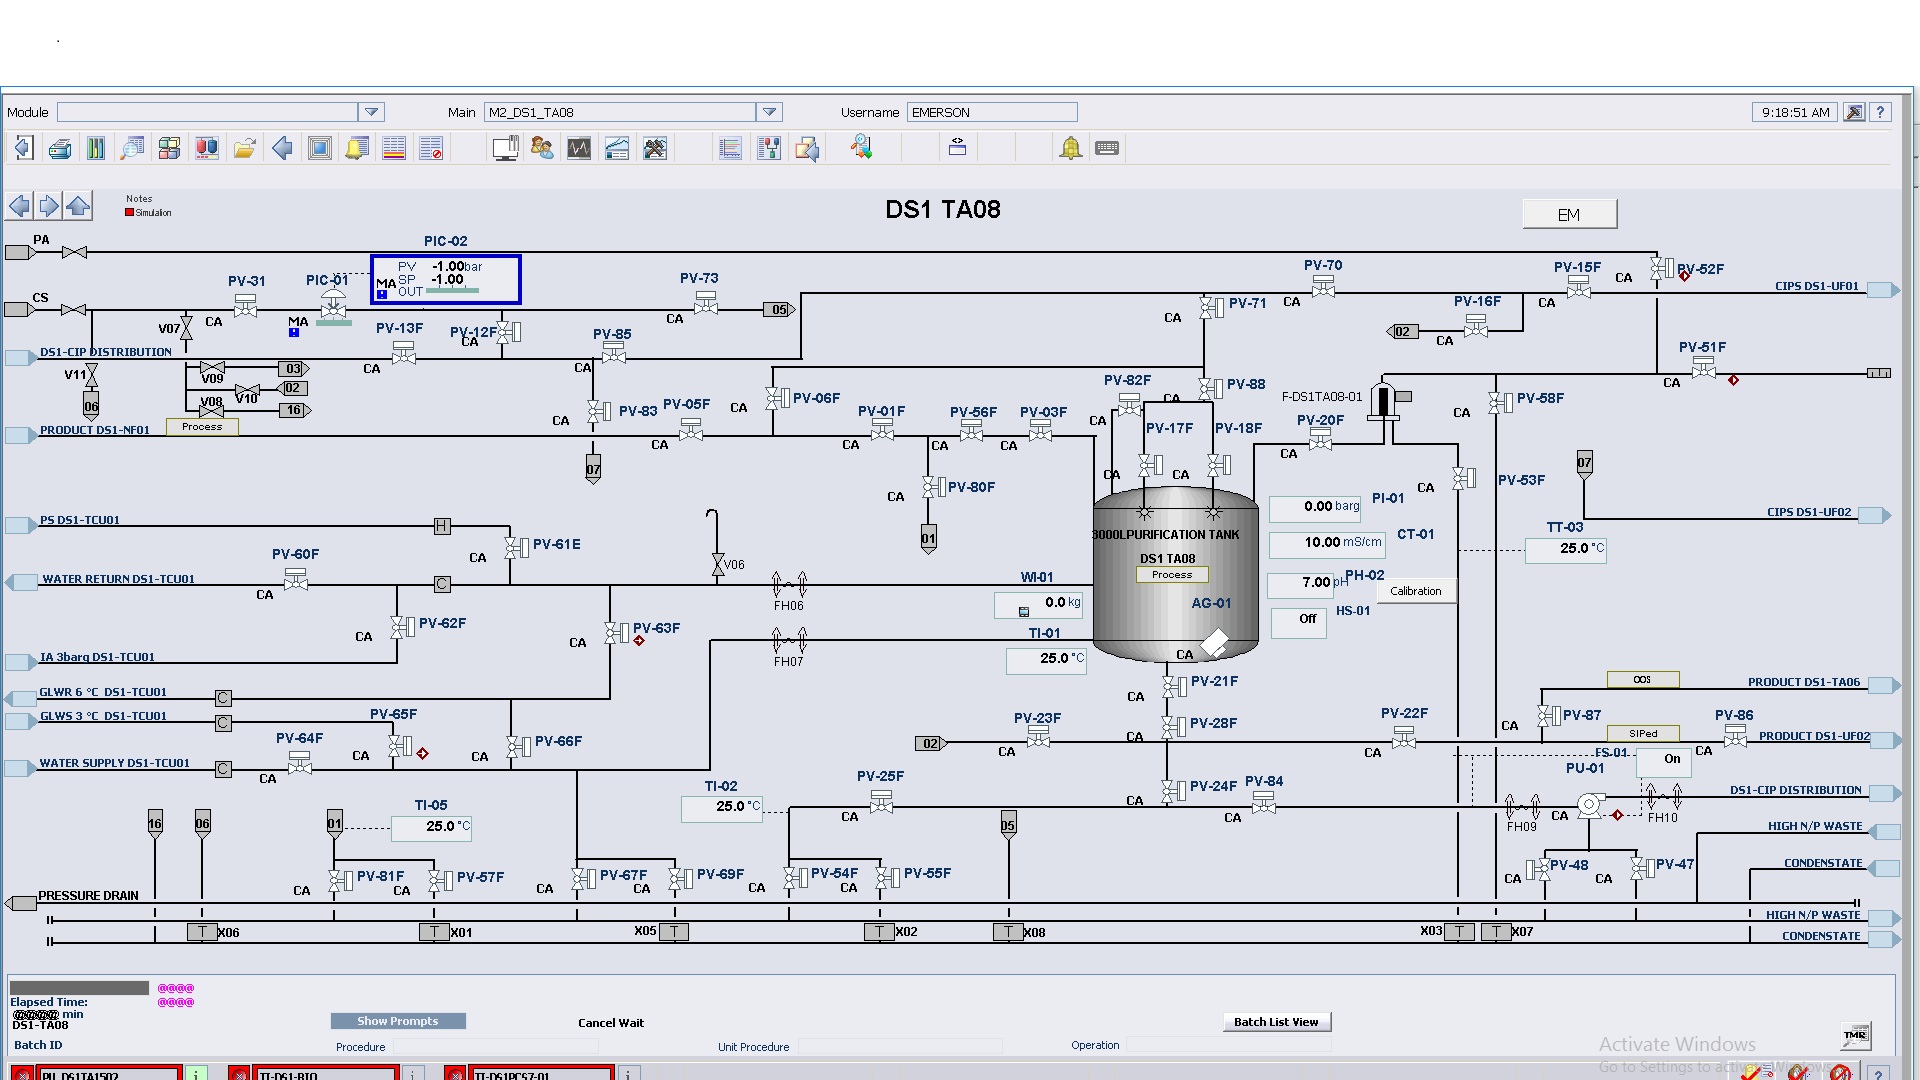 Module
Main M2_DS1_TA08
Username EMERSON
9:18:51 AM
?
Notes
Simulation
DS1 TA08
EM
PA
PIC-02
PV -1.00 bar
MA SP -1.00
OUT
PV-31
PIC-01
PV-73
PV-70
PV-15F
CA
PV-52F
CS
CA
MA
CA
05
CA
PV-71
CA
PV-16F
CA
CIPS DS1-UF01
V07
PV-13F
PV-12F
CA
PV-85
02
CA
DS1-CIP DISTRIBUTION
CA
CA
PV-51F
V11
V09
03
V10
02
V08
16
06
PV-82F
PV-88
CA
F-DS1TA08-01
CA
PV-58F
CA
PV-83
CA
PV-05F
CA
PV-06F
CA
PV-01F
PV-56F
PV-03F
CA
PV-17F
PV-18F
PV-20F
CA
Process
PRODUCT DS1-NF01
CA
CA
CA
CA
07
CA
PV-80F
CA
CA
CA
PV-53F
07
01
0.00 barg
PI-01
PS DS1-TCU01
H
CIPS DS1-UF02
3000LPURIFICATION TANK
10.00 mS/cm
CT-01
TT-03
25.0 °C
PV-60F
CA
PV-61E
DS1 TA08
Process
V06
WATER RETURN DS1-TCU01
C
CA
FH06
WI-01
0.0 kg
7.00 pH
PH-02
Calibration
AG-01
Off
HS-01
CA
PV-62F
CA
PV-63F
TI-01
25.0 °C
FH07
CA
IA 3barg DS1-TCU01
GLWR 6 °C DS1-TCU01
C
CA
PV-21F
OOS
PRODUCT DS1-TA06
GLWS 3 °C DS1-TCU01
C
PV-65F
PV-64F
CA
CA
PV-66F
02
PV-23F
CA
CA
PV-28F
PV-22F
CA
CA
PV-87
SIPed
PV-86
CA
PRODUCT DS1-UF02
WATER SUPPLY DS1-TCU01
C
CA
FS-01
On
PU-01
TI-02
25.0 °C
PV-25F
CA
CA
PV-24F
PV-84
CA
DS1-CIP DISTRIBUTION
16
06
01
TI-05
25.0 °C
05
FH09
CA
FH10
HIGH N/P WASTE
CONDENSTATE
CA
PV-81F
CA
PV-57F
CA
PV-67F
CA
PV-69F
CA
PV-54F
CA
PV-55F
CA
PV-48
CA
PV-47
PRESSURE DRAIN
HIGH N/P WASTE
T X06
T X01
X05 T
T X02
T X08
X03 T
T X07
CONDENSTATE
@@@@
Elapsed Time: @@@@
@@@@ min
DS1-TA08
Show Prompts
Cancel Wait
Batch List View
TMR
Batch ID
Procedure
Unit Procedure
Operation
Activate Windows
Go to Settings to activate Windows.
PU_DS1TA1502
i
TT-DS1-RTO
i
TT-DS1PCS7-01
i
?